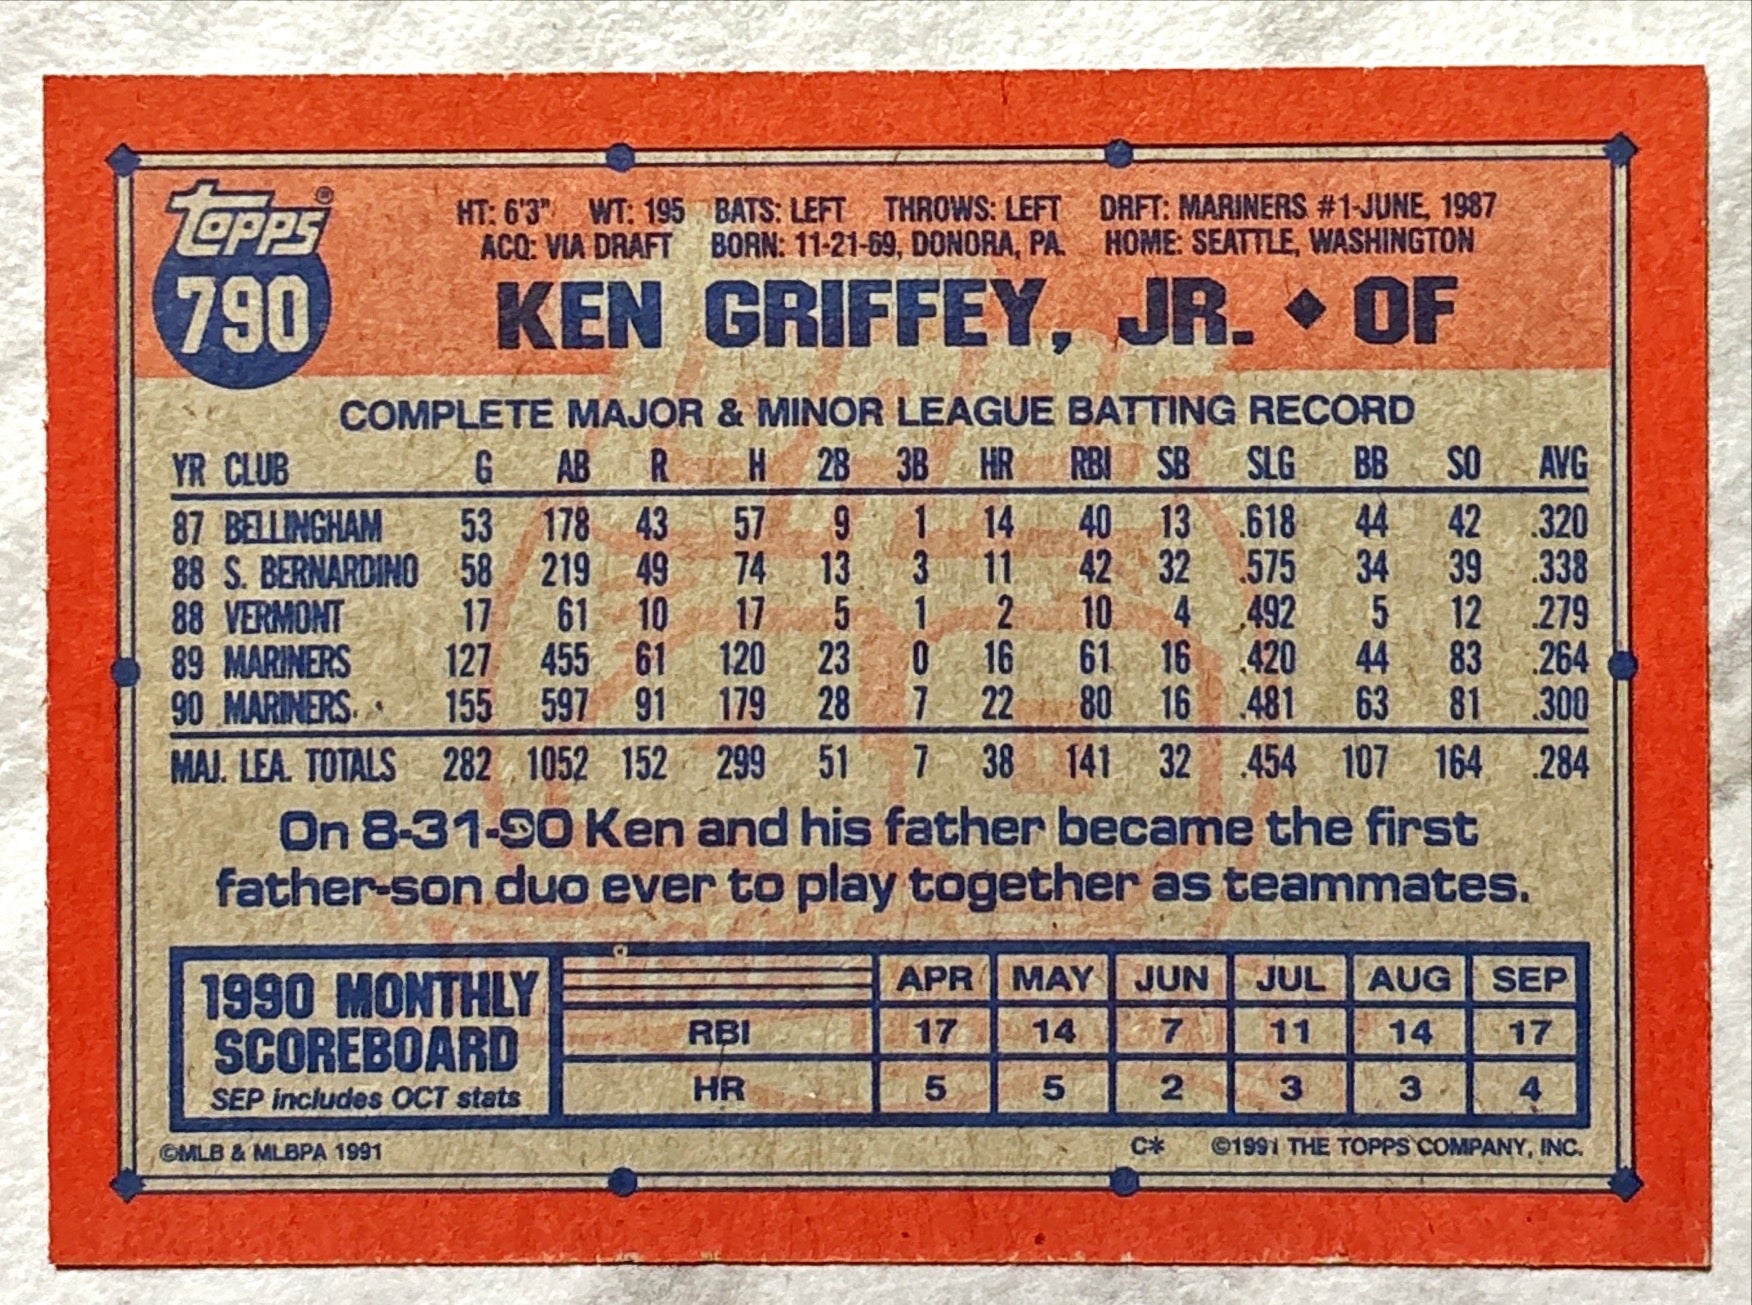 topps®
790
HT: 6'3" WT: 195 BATS: LEFT THROWS: LEFT DRFT: MARINERS #1-JUNE, 1987
ACQ: VIA DRAFT BORN: 11-21-69, DONORA, PA. HOME: SEATTLE, WASHINGTON
KEN GRIFFEY, JR. ◆ OF
COMPLETE MAJOR & MINOR LEAGUE BATTING RECORD
YR CLUB G AB R H 2B 3B HR RBI SB SLG BB SO AVG
87 BELLINGHAM 53 178 43 57 9 1 14 40 13 .618 44 42 .320
88 S. BERNARDINO 58 219 49 74 13 3 11 42 32 .575 34 39 .338
88 VERMONT 17 61 10 17 5 1 2 10 4 .492 5 12 .279
89 MARINERS 127 455 61 120 23 0 16 61 16 .420 44 83 .264
90 MARINERS 155 597 91 179 28 7 22 80 16 .481 63 81 .300
MAJ. LEA. TOTALS 282 1052 152 299 51 7 38 141 32 .454 107 164 .284
On 8-31-90 Ken and his father became the first
father-son duo ever to play together as teammates.
1990 MONTHLY
SCOREBOARD
SEP includes OCT stats
APR MAY JUN JUL AUG SEP
RBI 17 14 7 11 14 17
HR 5 5 2 3 3 4
©MLB & MLBPA 1991 C* ©1991 THE TOPPS COMPANY, INC.